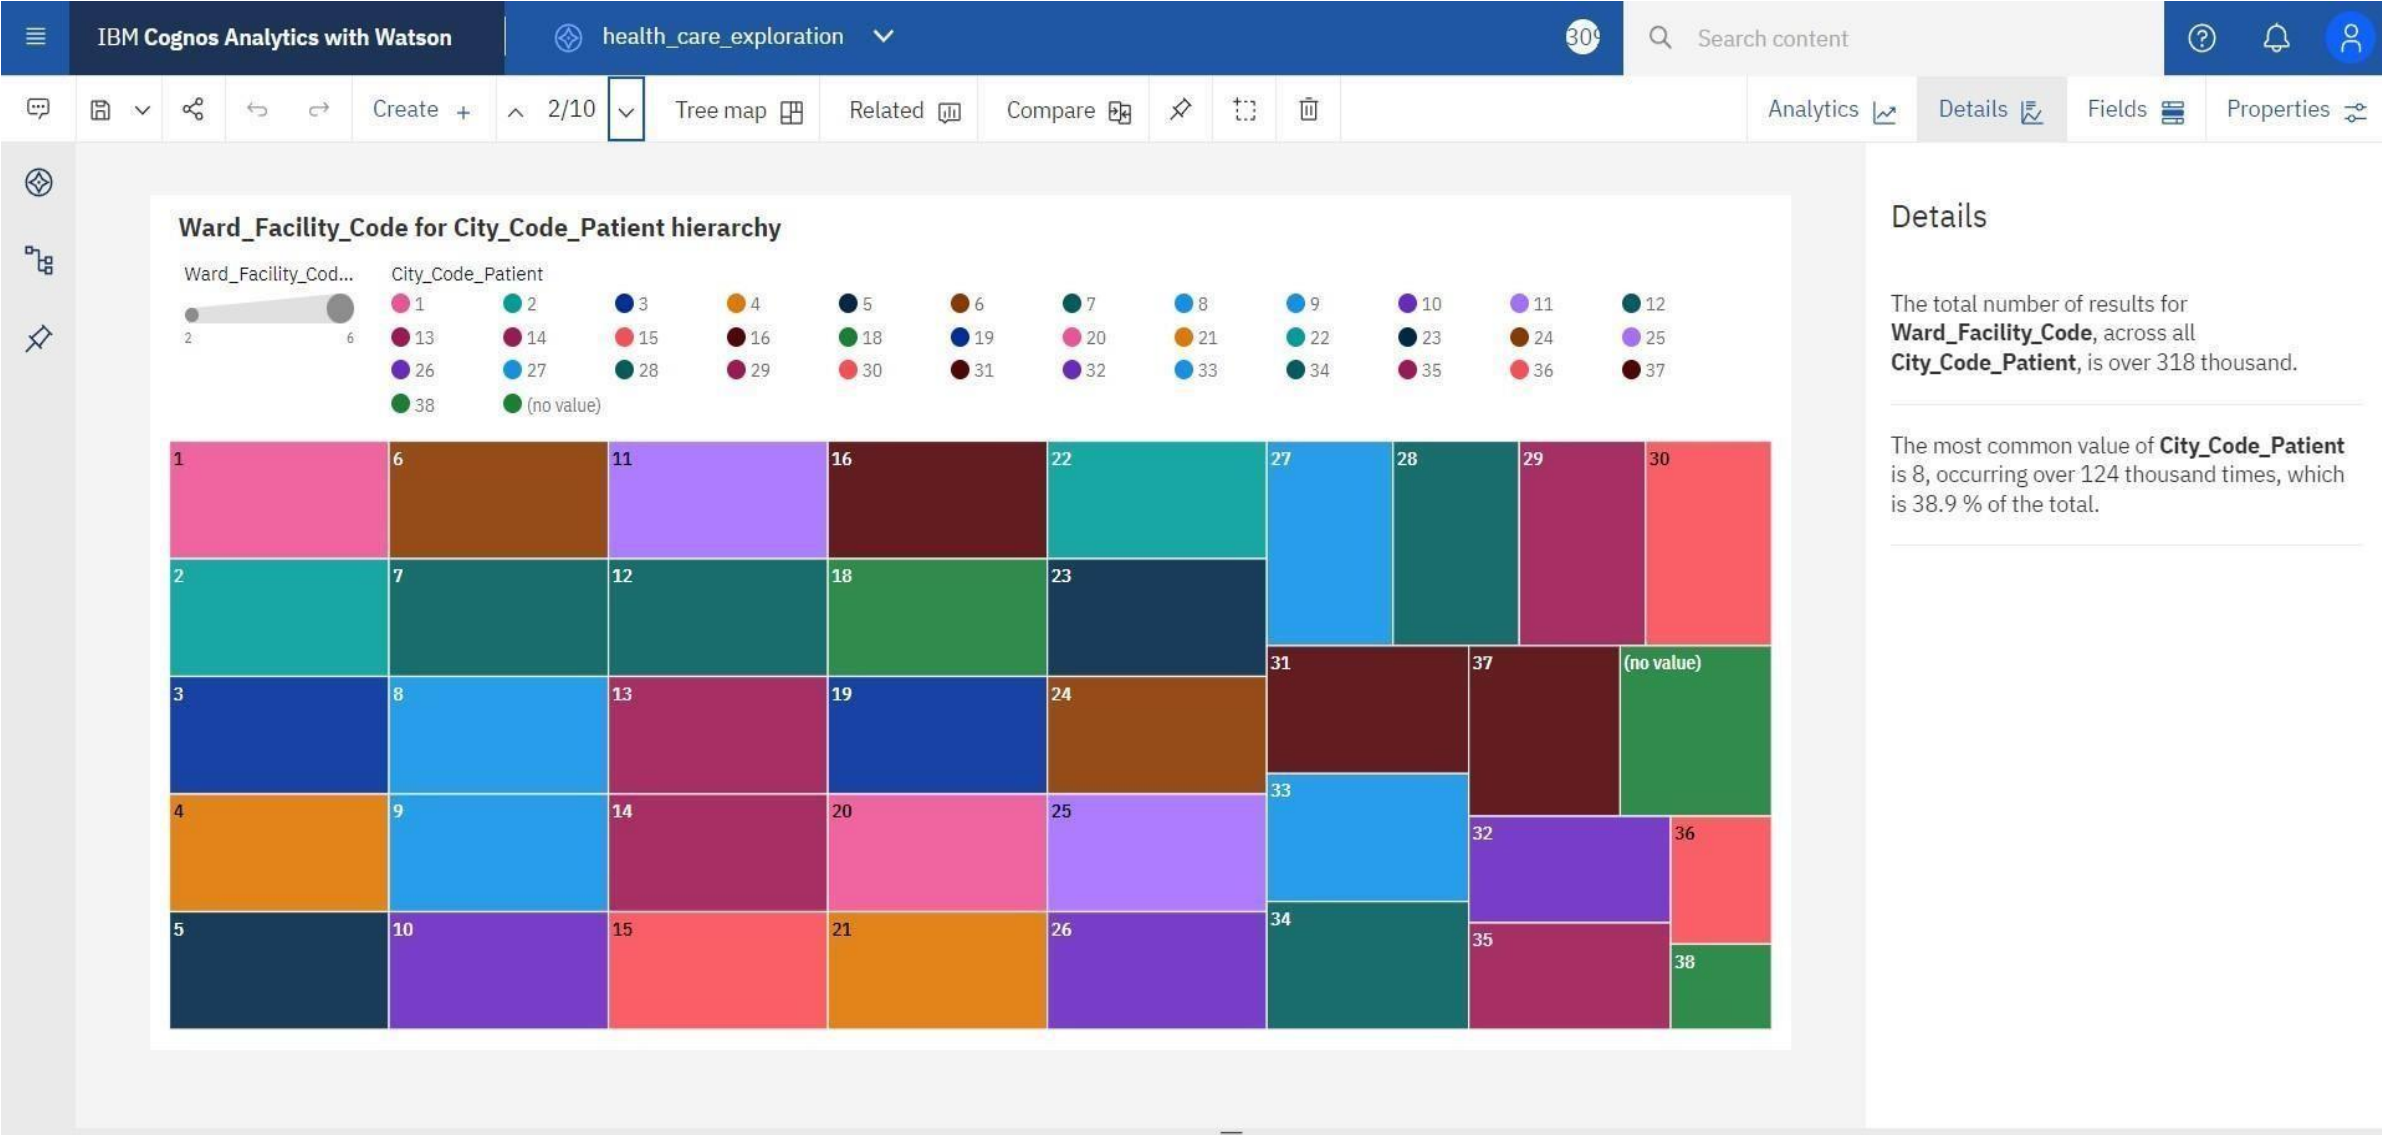 IBM Cognos Analytics with Watson
health_care_exploration
Search content
Create +
2/10
Tree map
Related
Compare
Analytics
Details
Fields
Properties
Ward_Facility_Code for City_Code_Patient hierarchy
Ward_Facility_Cod...
2 6
City_Code_Patient
1 2 3 4 5 6 7 8 9 10 11 12
13 14 15 16 18 19 20 21 22 23 24 25
26 27 28 29 30 31 32 33 34 35 36 37
38 (no value)
1 6 11 16 22 27 28 29 30
2 7 12 18 23
31 37 (no value)
3 8 13 19 24
33
4 9 14 20 25
32 36
34
5 10 15 21 26
35
38
Details
The total number of results for
Ward_Facility_Code, across all
City_Code_Patient, is over 318 thousand.
The most common value of City_Code_Patient
is 8, occurring over 124 thousand times, which
is 38.9 % of the total.